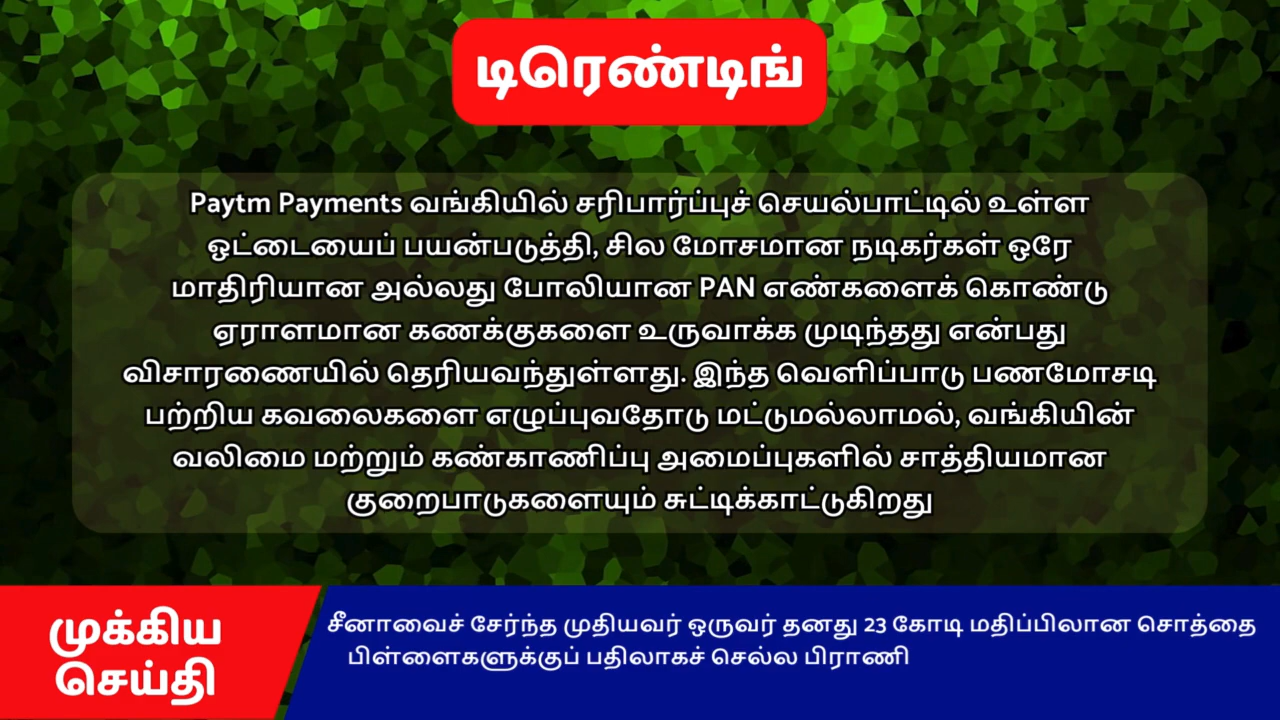 டிரெண்டிங்
Paytm Payments வங்கியில் சரிபார்ப்புச் செயல்பாட்டில் உள்ள
ஒட்டையைப் பயன்படுத்தி, சில மோசமான நடிகர்கள் ஒரே
மாதிரியான அல்லது போலியான PAN எண்களைக் கொண்டு
ஏராளமான கணக்குகளை உருவாக்க முடிந்தது என்பது
விசாரணையில் தெரியவந்துள்ளது. இந்த வெளிப்பாடு பணமோசடி
பற்றிய கவலைகளை எழுப்புவதோடு மட்டுமல்லாமல், வங்கியின்
வலிமை மற்றும் கண்காணிப்பு அமைப்புகளில் சாத்தியமான
குறைபாடுகளையும் சுட்டிக்காட்டுகிறது
முக்கிய
செய்தி
சீனாவைச் சேர்ந்த முதியவர் ஒருவர் தனது 23 கோடி மதிப்பிலான சொத்தை
பிள்ளைகளுக்குப் பதிலாகச் செல்ல பிராணி